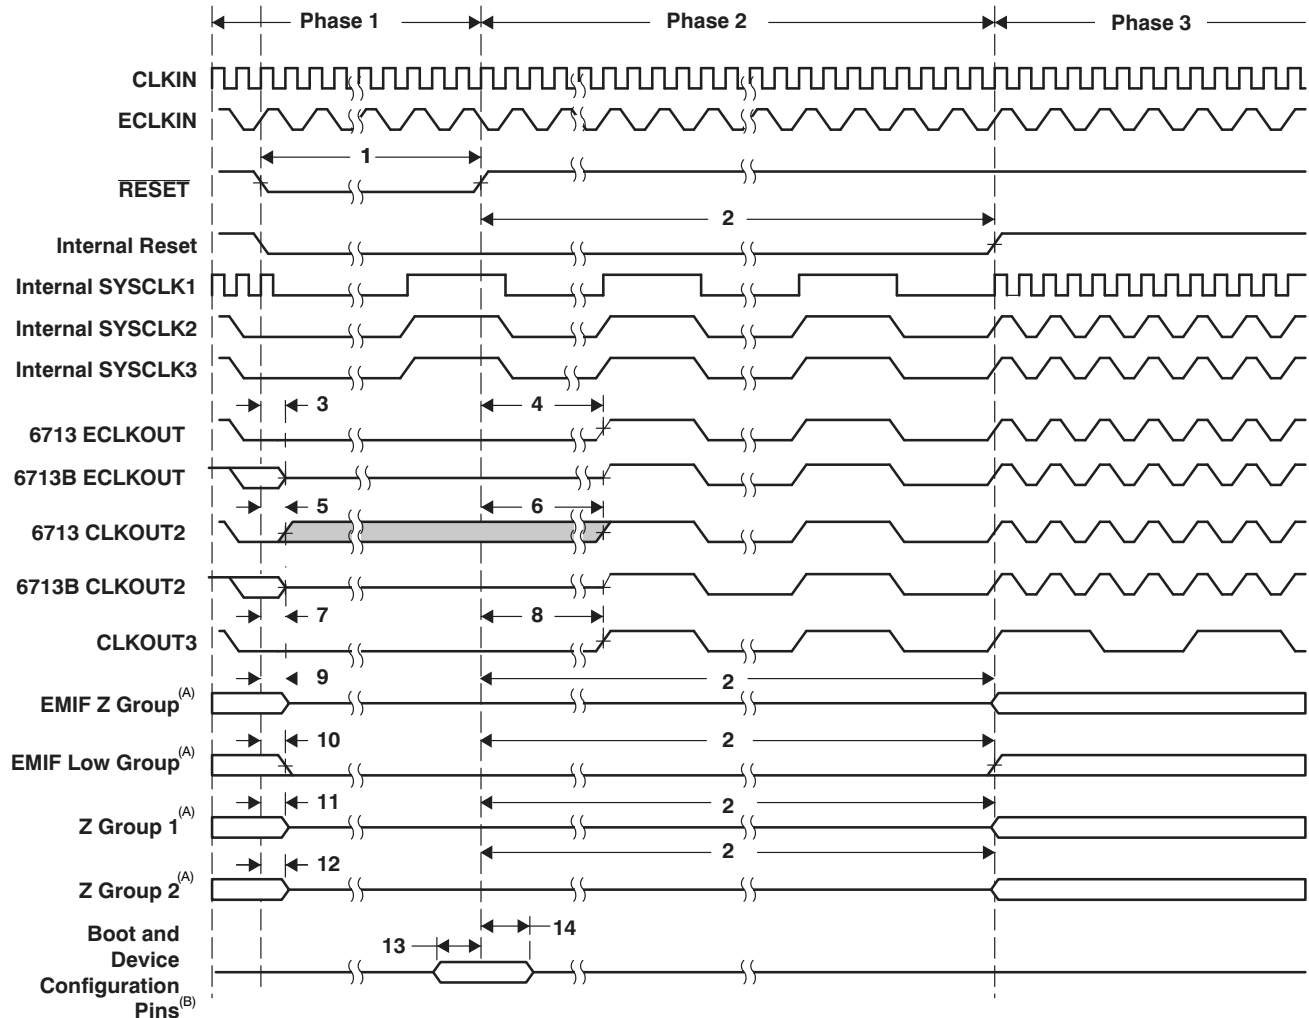 Phase 1 Phase 2 Phase 3
CLKIN
ECLKIN
1
RESET
2
Internal Reset
Internal SYSCLK1
Internal SYSCLK2
Internal SYSCLK3
3 4
6713 ECLKOUT
6713B ECLKOUT
5 6
6713 CLKOUT2
6713B CLKOUT2
7 8
CLKOUT3
9 2
EMIF Z Group(A)
10 2
EMIF Low Group(A)
11 2
Z Group 1(A)
2
12
Z Group 2(A)
14
13
Boot and
Device
Configuration
Pins(B)